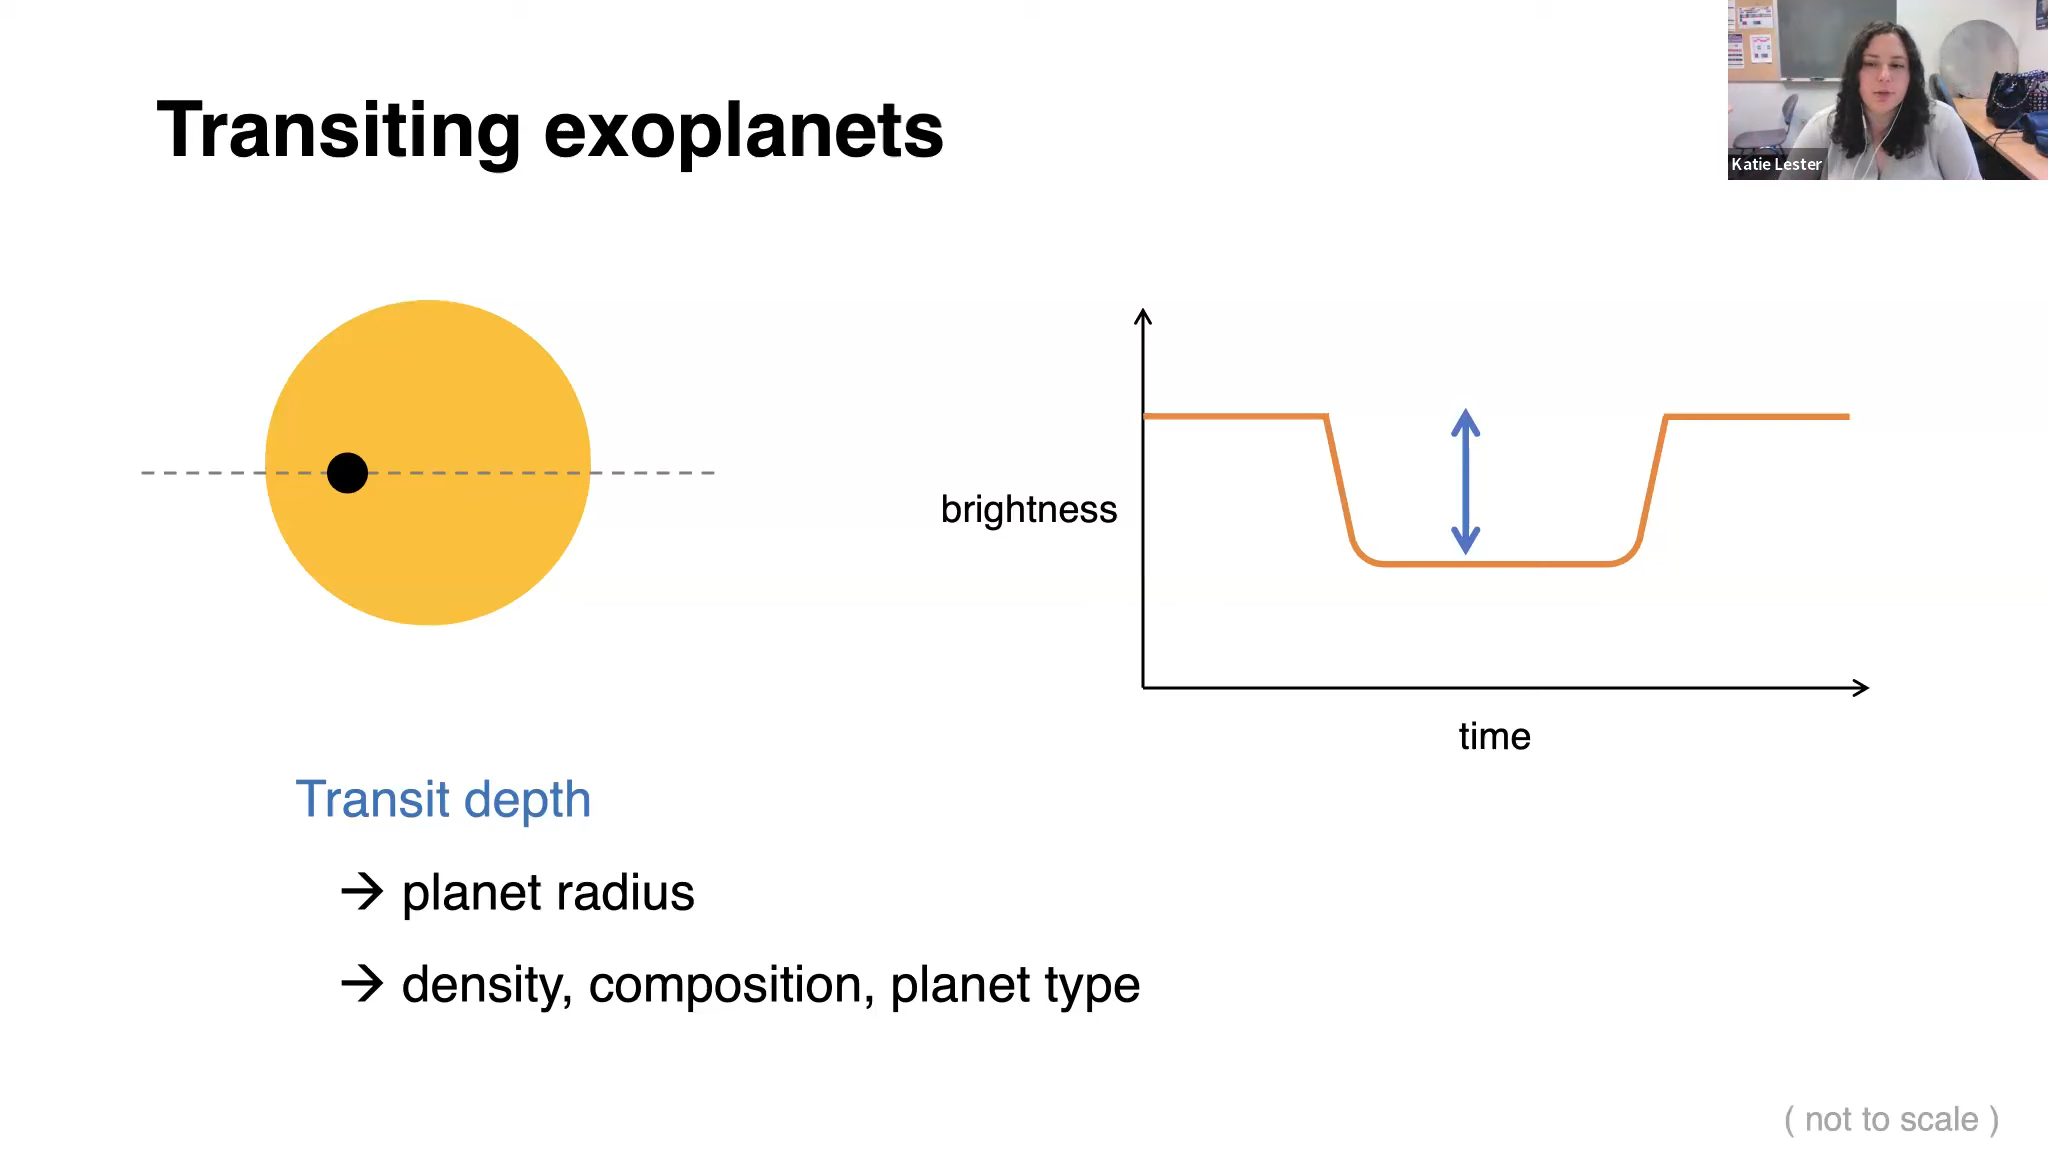 Transiting exoplanets
Katie Lester
brightness
time
Transit depth
→ planet radius
→ density, composition, planet type
( not to scale )